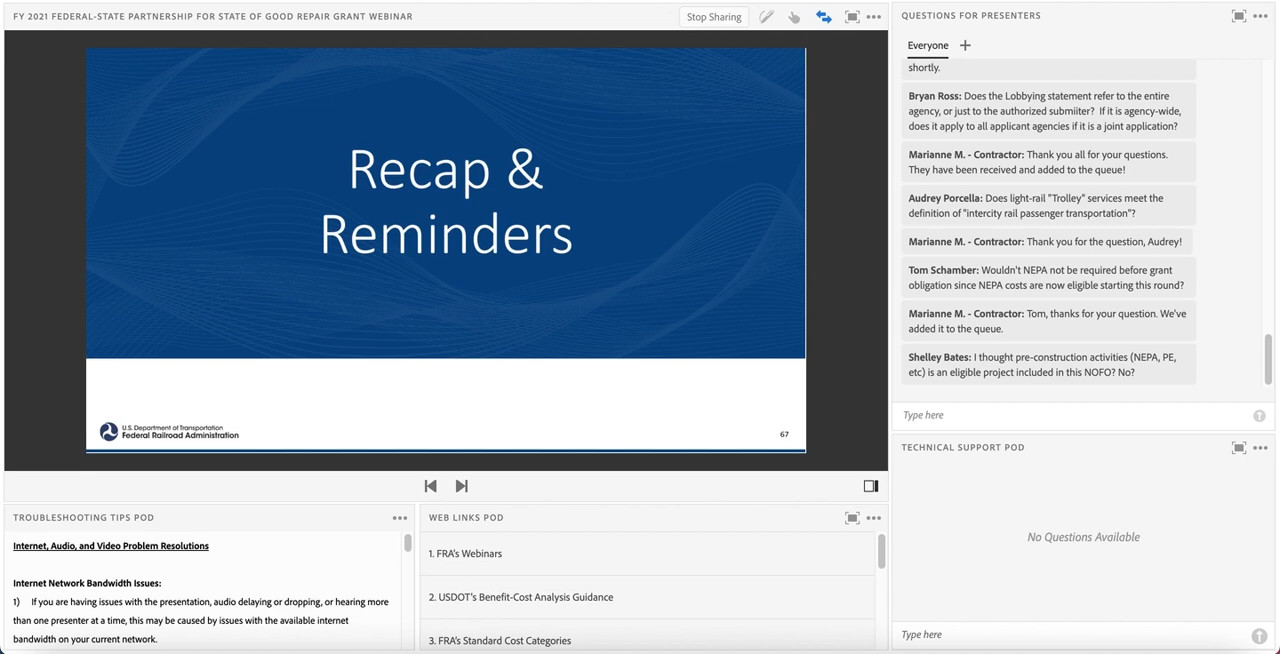 FY 2021 FEDERAL-STATE PARTNERSHIP FOR STATE OF GOOD REPAIR GRANT WEBINAR
Stop Sharing
Recap &
Reminders
U.S. Department of Transportation
Federal Railroad Administration
67
TROUBLESHOOTING TIPS POD
Internet, Audio, and Video Problem Resolutions
Internet Network Bandwidth Issues:
1) If you are having issues with the presentation, audio delaying or dropping, or hearing more
than one presenter at a time, this may be caused by issues with the available internet
bandwidth on your current network.
WEB LINKS POD
1. FRA's Webinars
2. USDOT's Benefit-Cost Analysis Guidance
3. FRA's Standard Cost Categories
QUESTIONS FOR PRESENTERS
Everyone
shortly.
Bryan Ross: Does the Lobbying statement refer to the entire
agency, or just to the authorized submiiter? If it is agency-wide,
does it apply to all applicant agencies if it is a joint application?
Marianne M. - Contractor: Thank you all for your questions.
They have been received and added to the queue!
Audrey Porcella: Does light-rail "Trolley" services meet the
definition of "intercity rail passenger transportation"?
Marianne M. - Contractor: Thank you for the question, Audrey!
Tom Schamber: Wouldn't NEPA not be required before grant
obligation since NEPA costs are now eligible starting this round?
Marianne M. - Contractor: Tom, thanks for your question. We've
added it to the queue.
Shelley Bates: I thought pre-construction activities (NEPA, PE,
etc) is an eligible project included in this NOFO? No?
Type here
TECHNICAL SUPPORT POD
No Questions Available
Type here